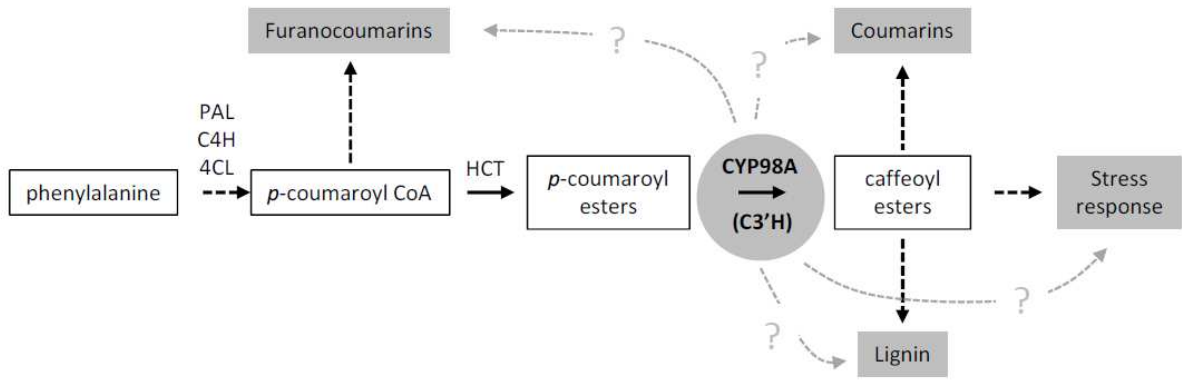 Furanocoumarins
?
?
Coumarins
PAL
C4H
4CL
HCT
phenylalanine
p-coumaroyl CoA
p-coumaroyl
esters
CYP98A
(C3'H)
caffeoyl
esters
Stress
response
?
?
Lignin